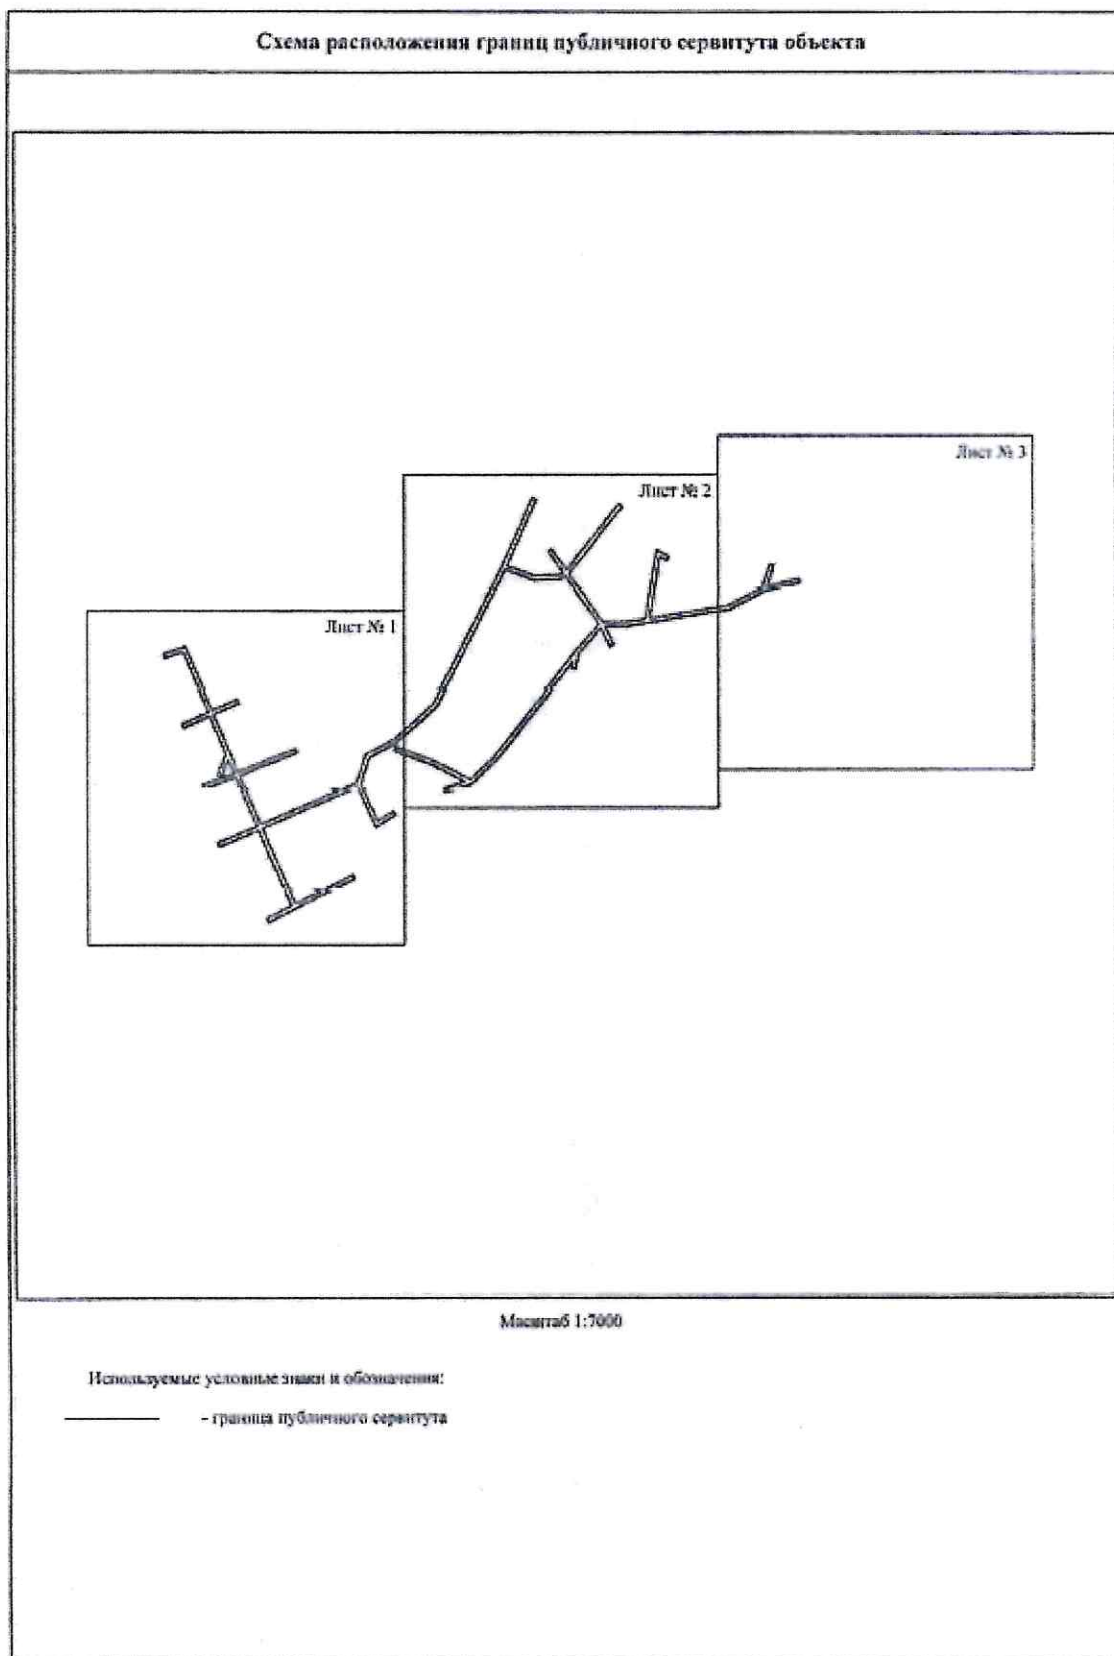 Схема расположения границ публичного сервитута объекта
Лист № 3
Лист № 2
Лист № 1
Масштаб 1:7000
Используемые условные знаки и обозначения:
- граница публичного сервитута